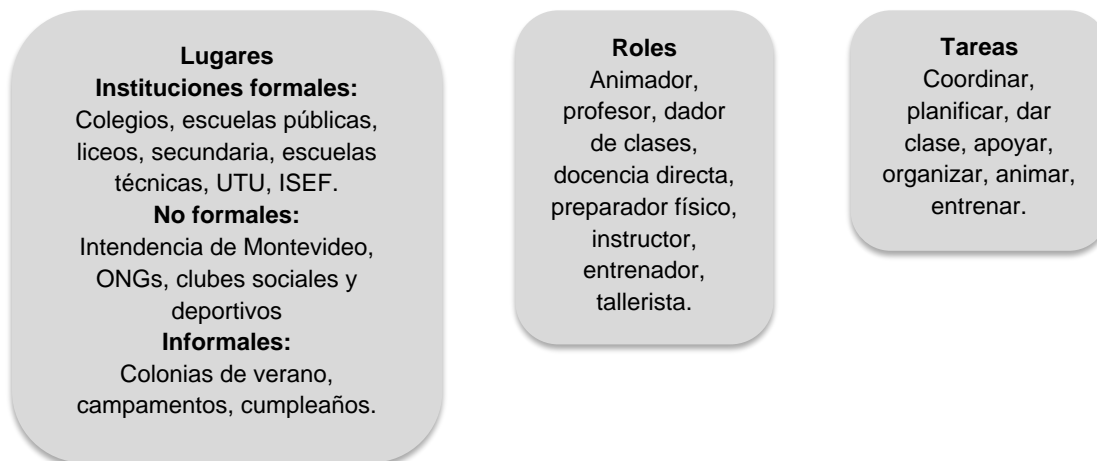 Lugares
Instituciones formales:
Colegios, escuelas públicas,
liceos, secundaria, escuelas
técnicas, UTU, ISEF.
No formales:
Intendencia de Montevideo,
ONGs, clubes sociales y
deportivos
Informales:
Colonias de verano,
campamentos, cumpleaños.
Roles
Animador,
profesor, dador
de clases,
docencia directa,
preparador físico,
instructor,
entrenador,
tallerista.
Tareas
Coordinar,
planificar, dar
clase, apoyar,
organizar, animar,
entrenar.